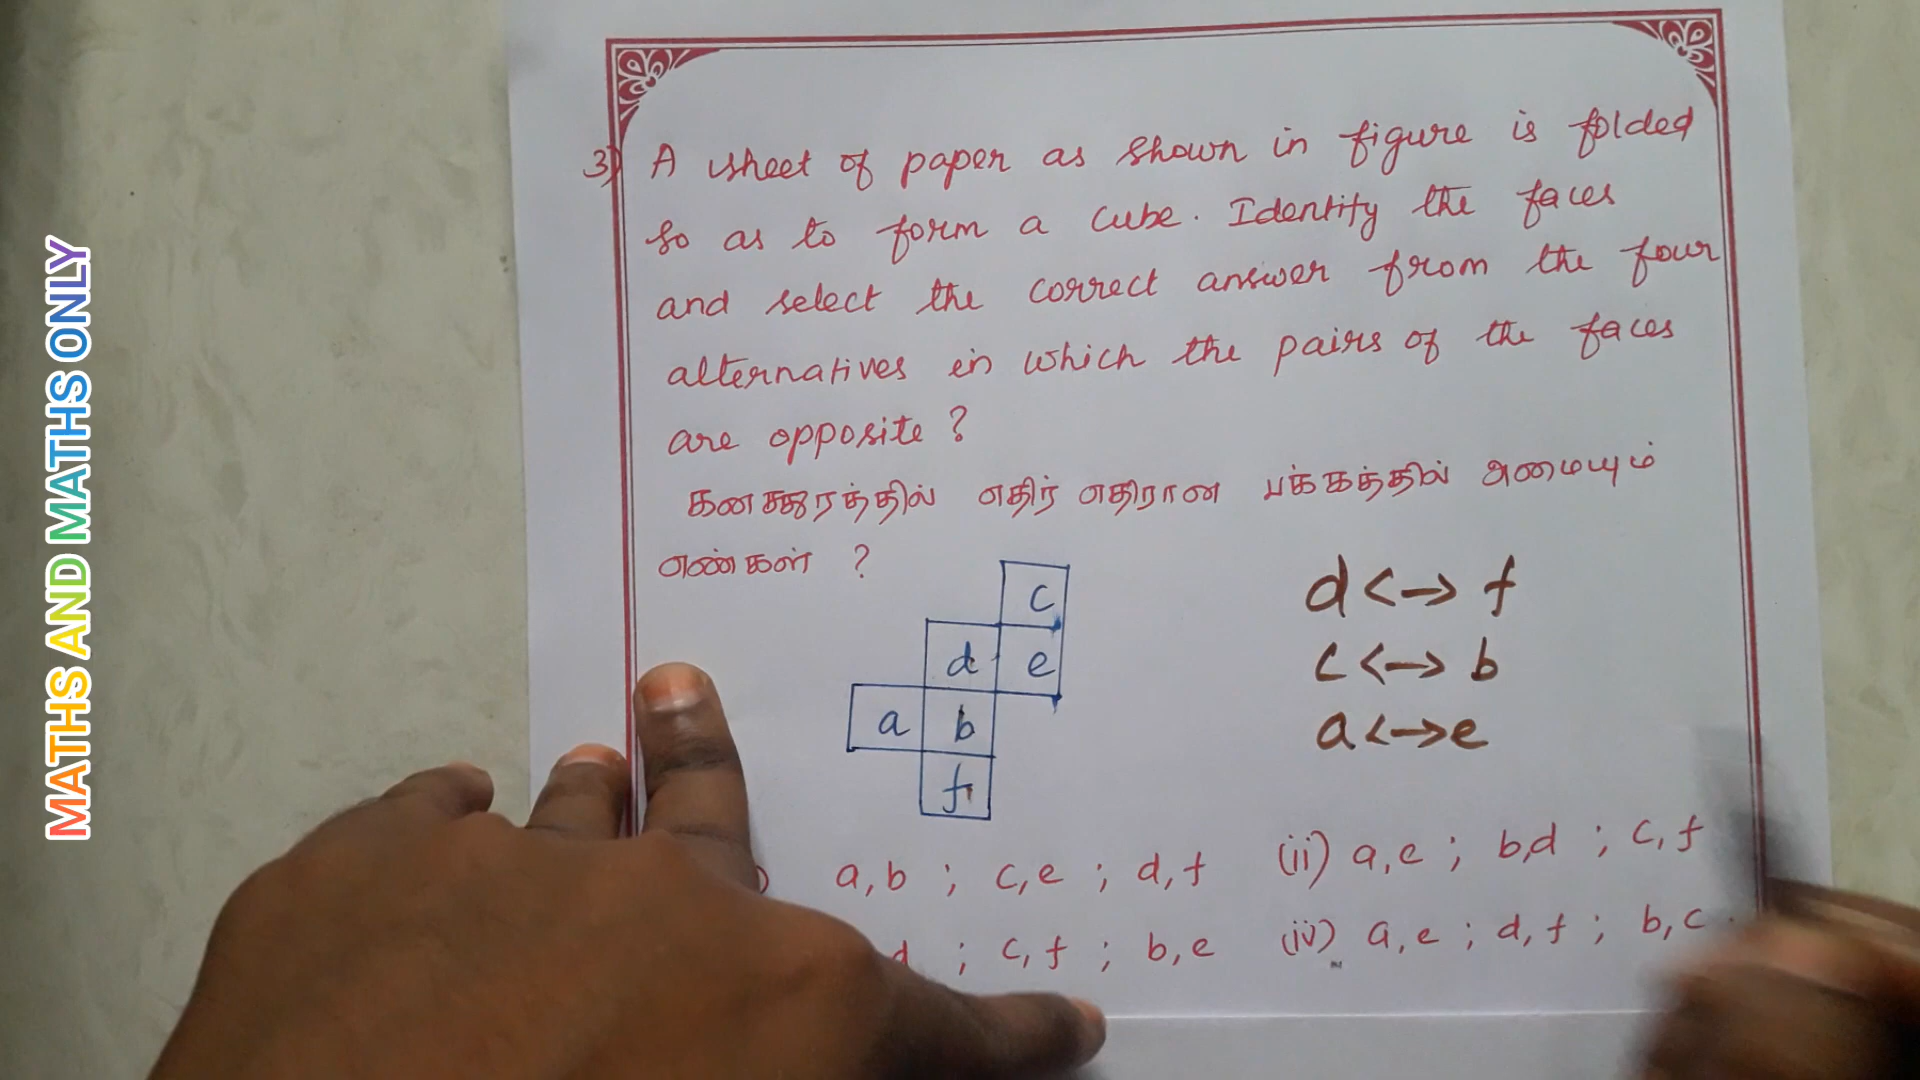 MATHS AND MATHS ONLY
3) A sheet of paper as shown in figure is folded
so as to form a cube. Identify the faces
and select the correct answer from the four
alternatives in which the pairs of the faces
are opposite ?
கனசதுரத்தில் எதிர் எதிரான பக்கத்தில் அமையும்
எண்கள் ?
c
d e
a b
f
d <-> f
c <-> b
a <-> e
) a,b ; c,e ; d,f (ii) a,e ; b,d ; c,f
d ; c,f ; b,e (iv) a,e ; d,f ; b,c.